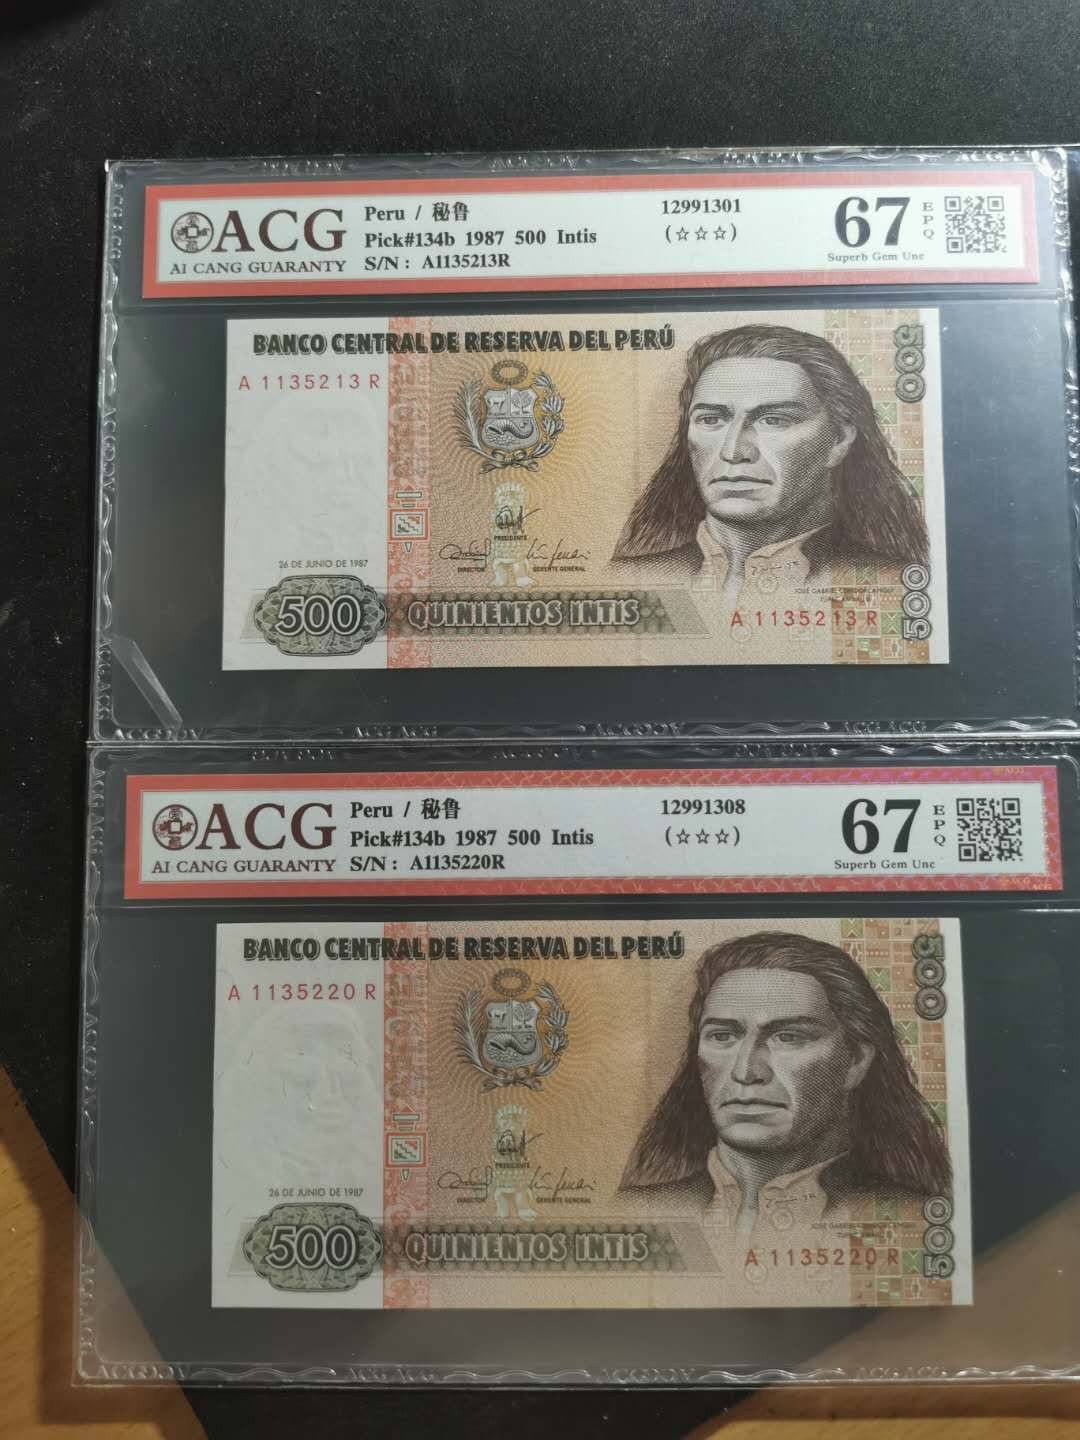 ACG
AI CANG GUARANTY
Peru / 秘鲁
Pick#134b 1987 500 Intis
S/N : A1135213R
12991301
(☆☆☆)
67
EPQ
Superb Gem Unc
BANCO CENTRAL DE RESERVA DEL PERÚ
A 1135213 R
500
PRESIDENTE
DIRECTOR
GERENTE GENERAL
26 DE JUNIO DE 1987
500 QUINIENTOS INTIS
A 1135213 R
500
ACG ACG
ACG
AI CANG GUARANTY
Peru / 秘鲁
Pick#134b 1987 500 Intis
S/N : A1135220R
12991308
(☆☆☆)
67
EPQ
Superb Gem Unc
BANCO CENTRAL DE RESERVA DEL PERÚ
A 1135220 R
500
PRESIDENTE
DIRECTOR
GERENTE GENERAL
26 DE JUNIO DE 1987
500 QUINIENTOS INTIS
A 1135220 R
500